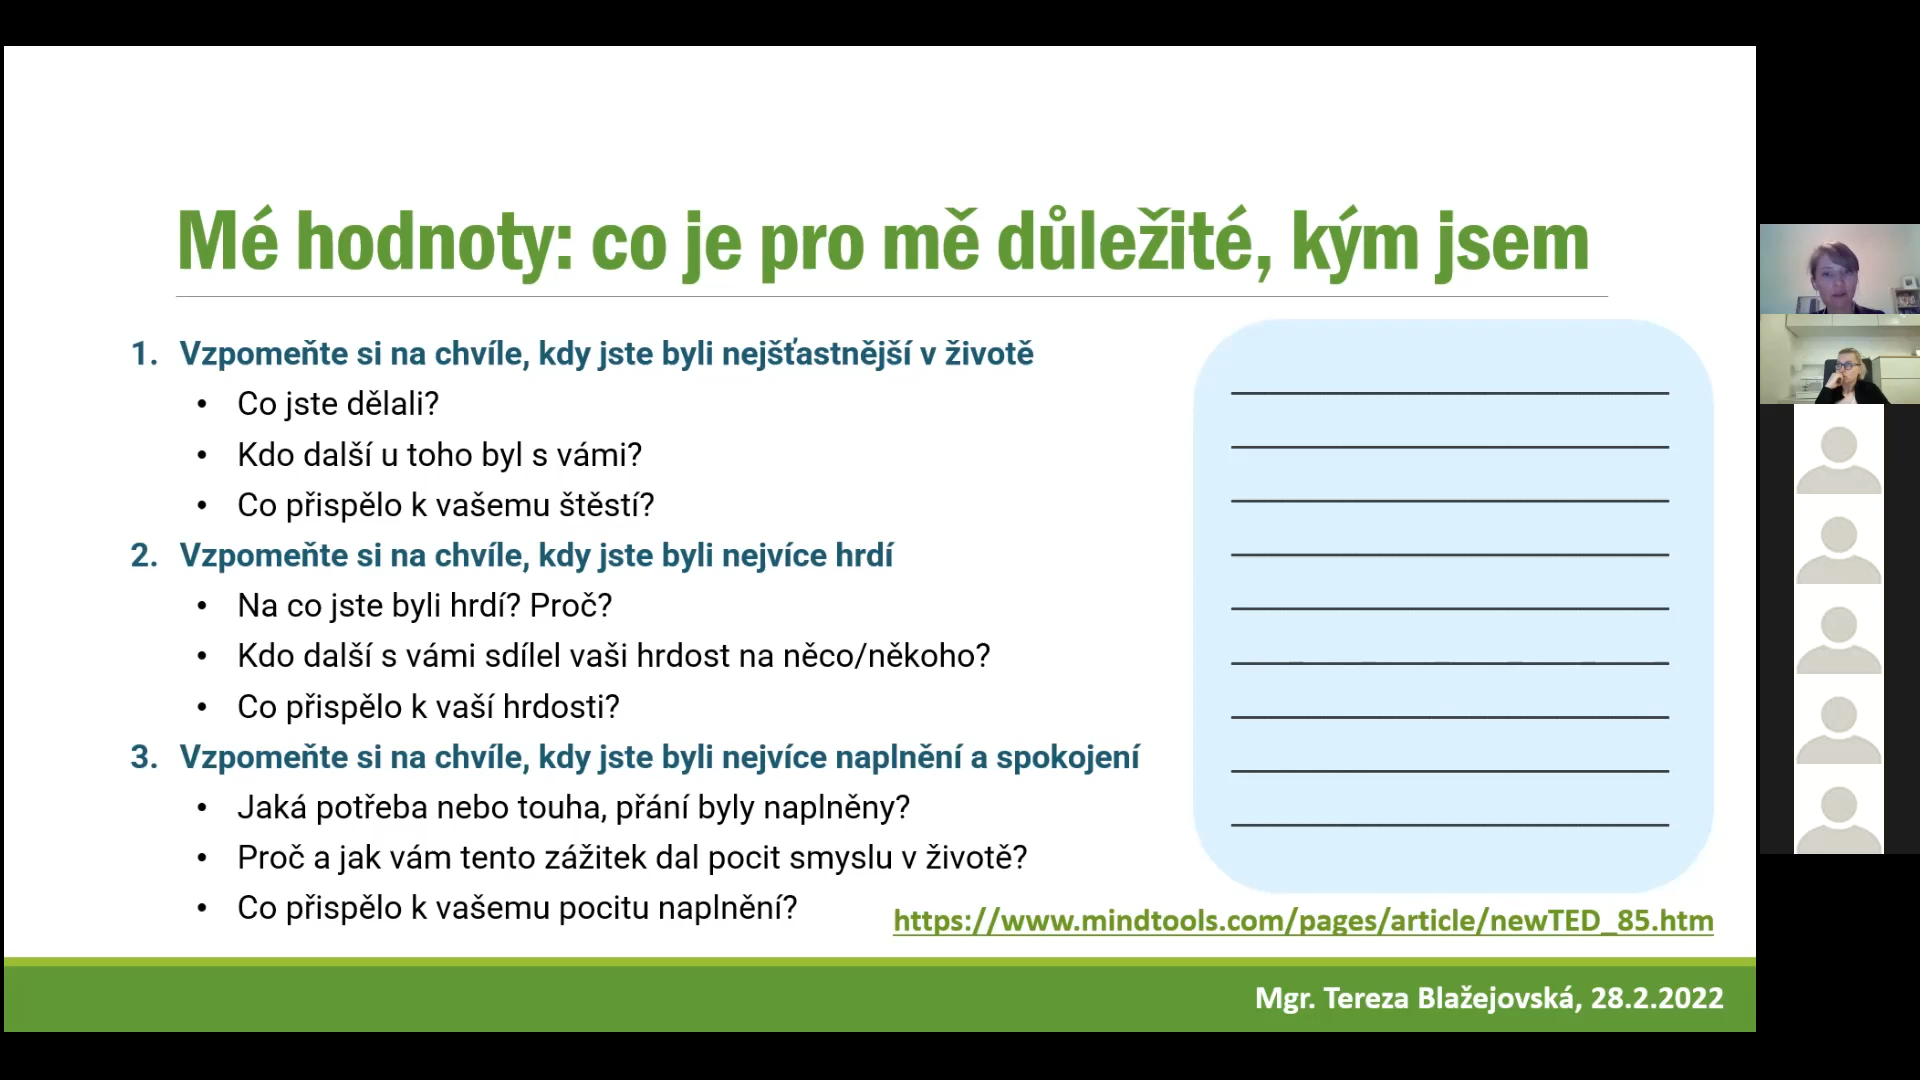 Mé hodnoty: co je pro mě důležité, kým jsem
1. Vzpomeňte si na chvíle, kdy jste byli nejšťastnější v životě
• Co jste dělali?
• Kdo další u toho byl s vámi?
• Co přispělo k vašemu štěstí?
2. Vzpomeňte si na chvíle, kdy jste byli nejvíce hrdí
• Na co jste byli hrdí? Proč?
• Kdo další s vámi sdílel vaši hrdost na něco/někoho?
• Co přispělo k vaší hrdosti?
3. Vzpomeňte si na chvíle, kdy jste byli nejvíce naplnění a spokojení
• Jaká potřeba nebo touha, přání byly naplněny?
• Proč a jak vám tento zážitek dal pocit smyslu v životě?
• Co přispělo k vašemu pocitu naplnění?
https://www.mindtools.com/pages/article/newTED_85.htm
Mgr. Tereza Blažejovská, 28.2.2022